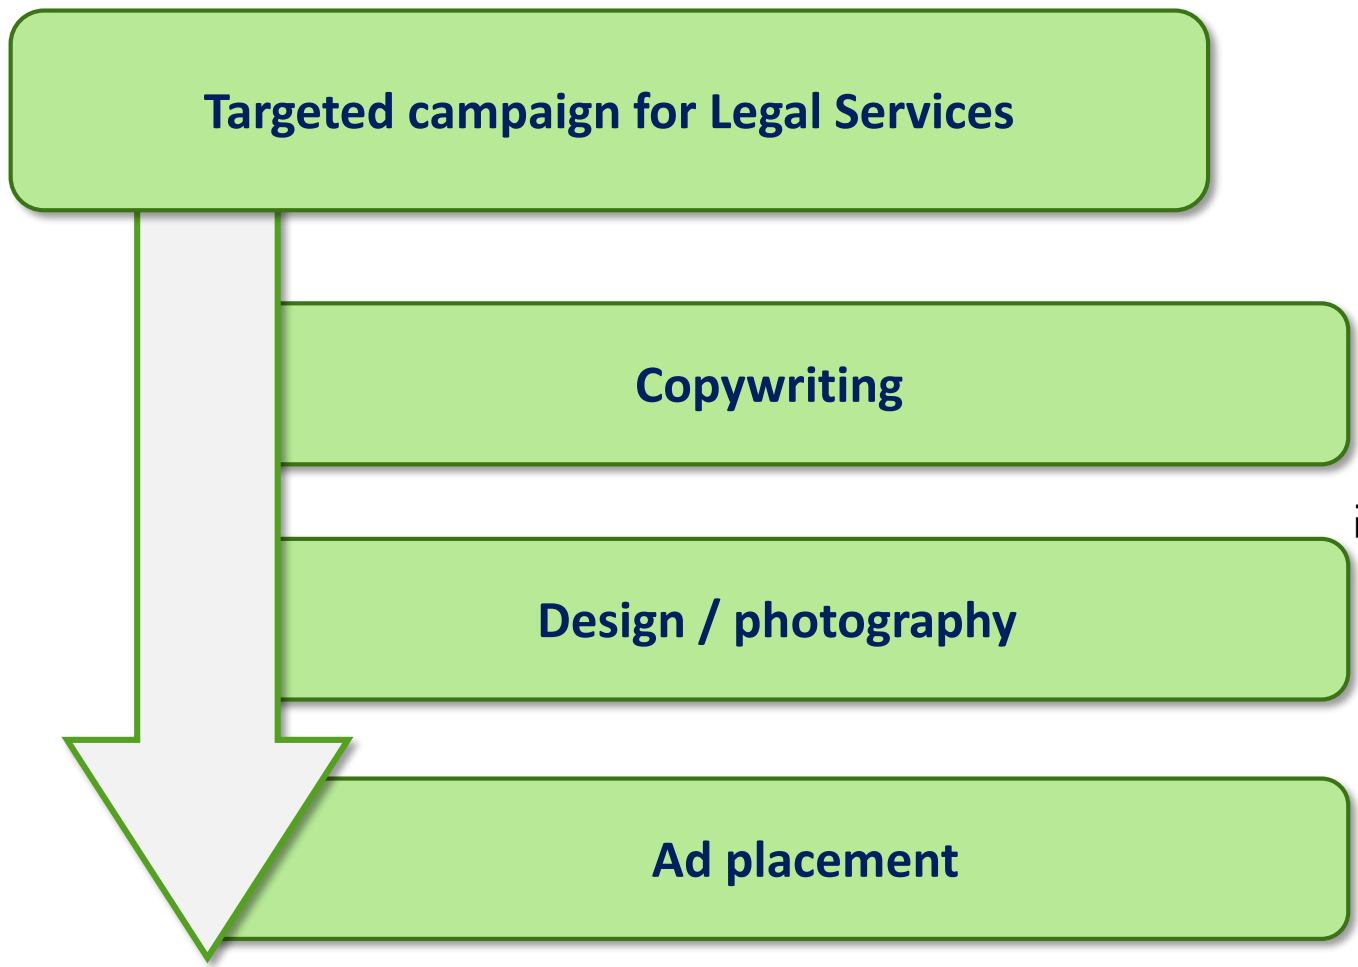 Targeted campaign for Legal Services
Copywriting
Design / photography
Ad placement